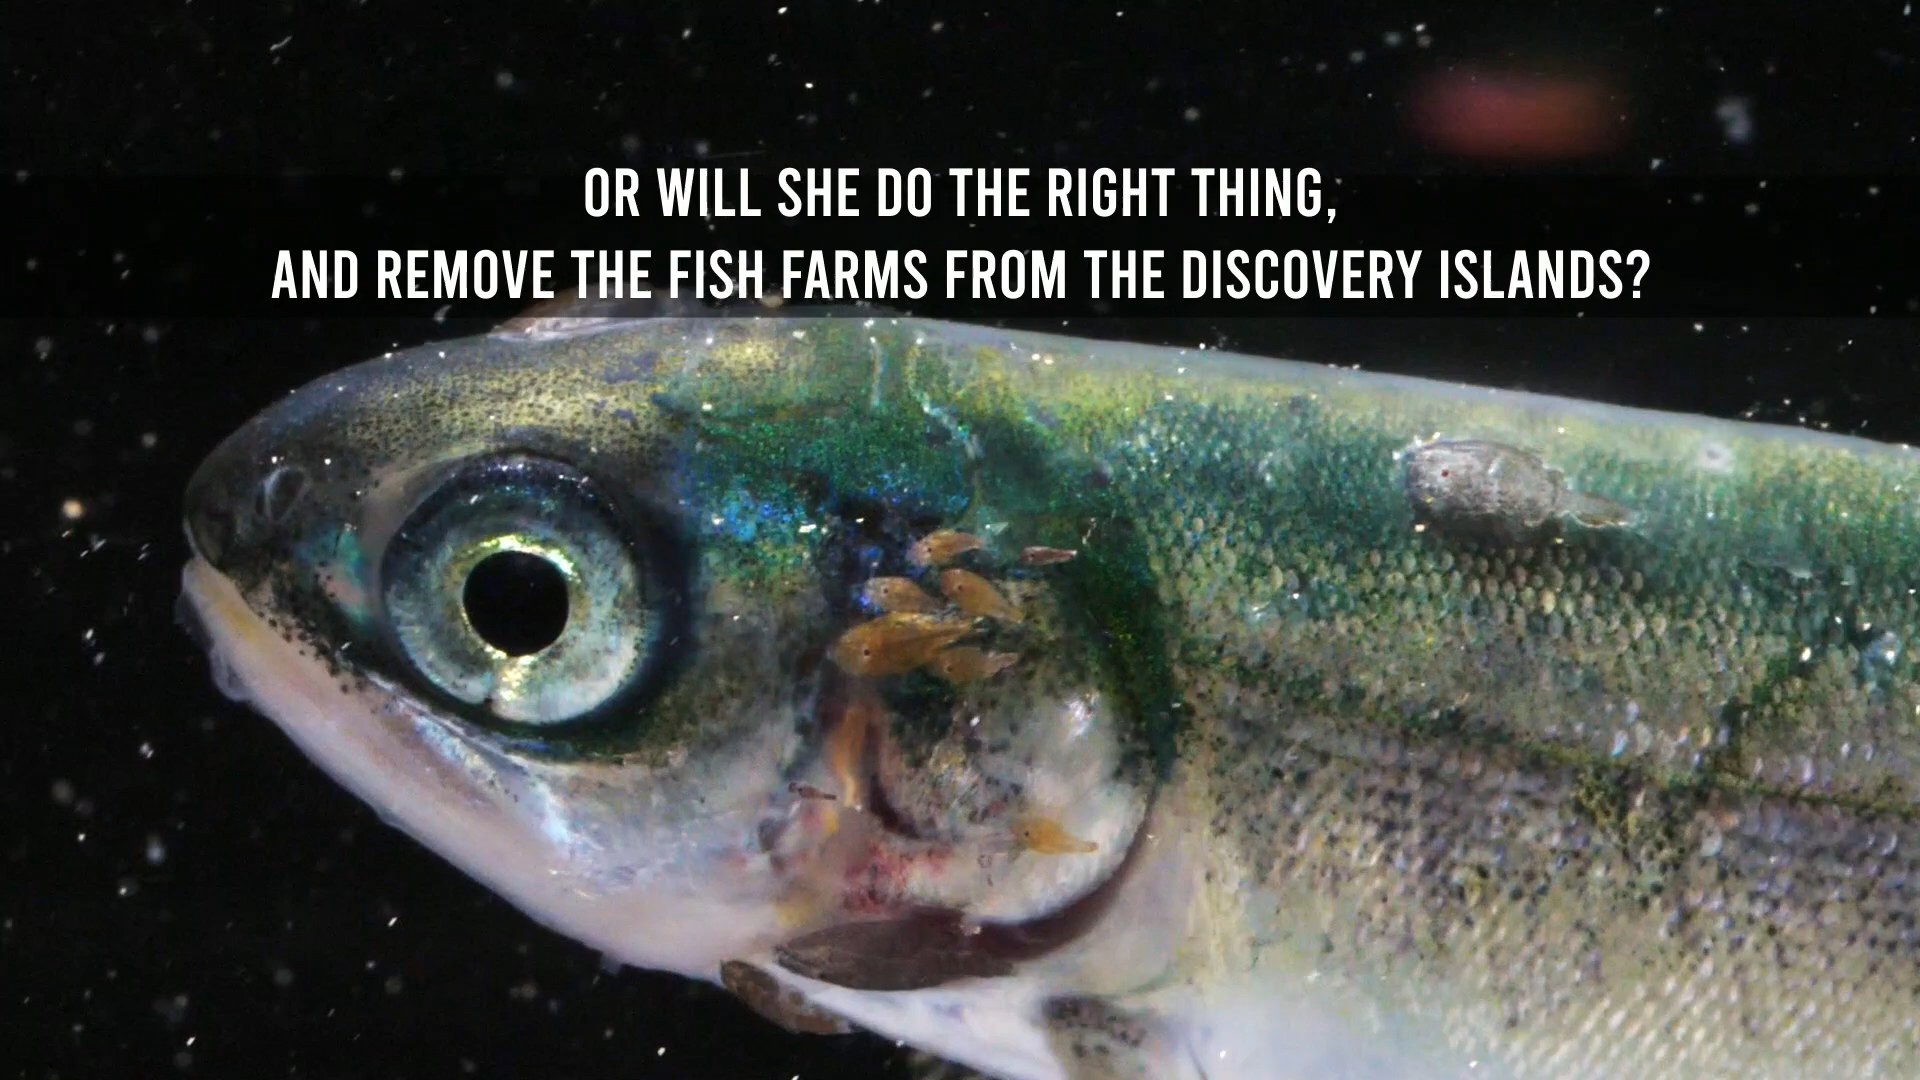 OR WILL SHE DO THE RIGHT THING,
AND REMOVE THE FISH FARMS FROM THE DISCOVERY ISLANDS?